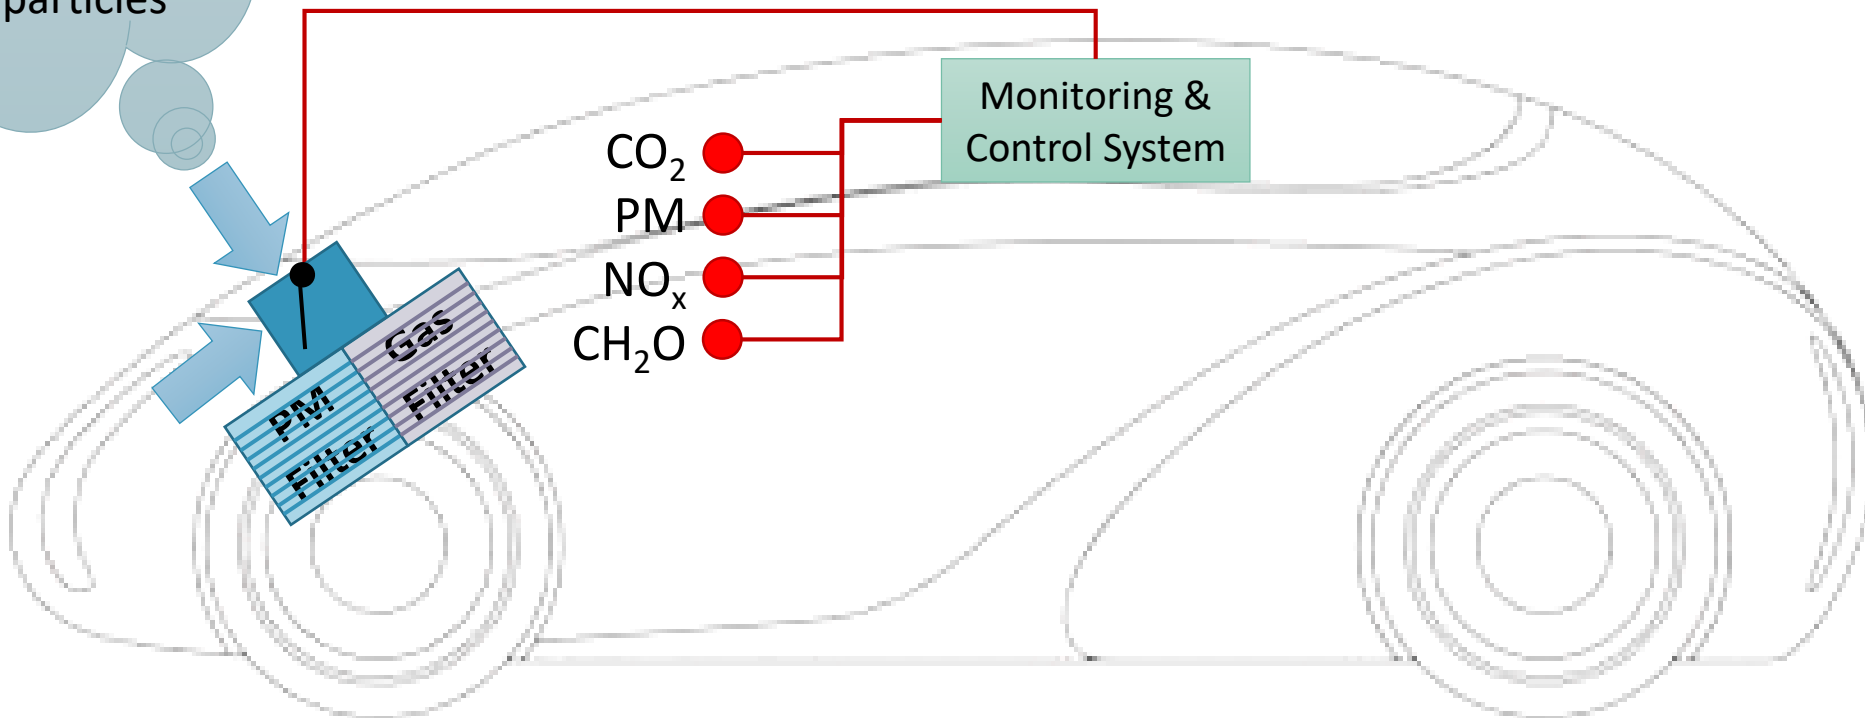 particles
Monitoring &
Control System
CO₂
PM
NOₓ
CH₂O
Gas
Filter
PM
Filter